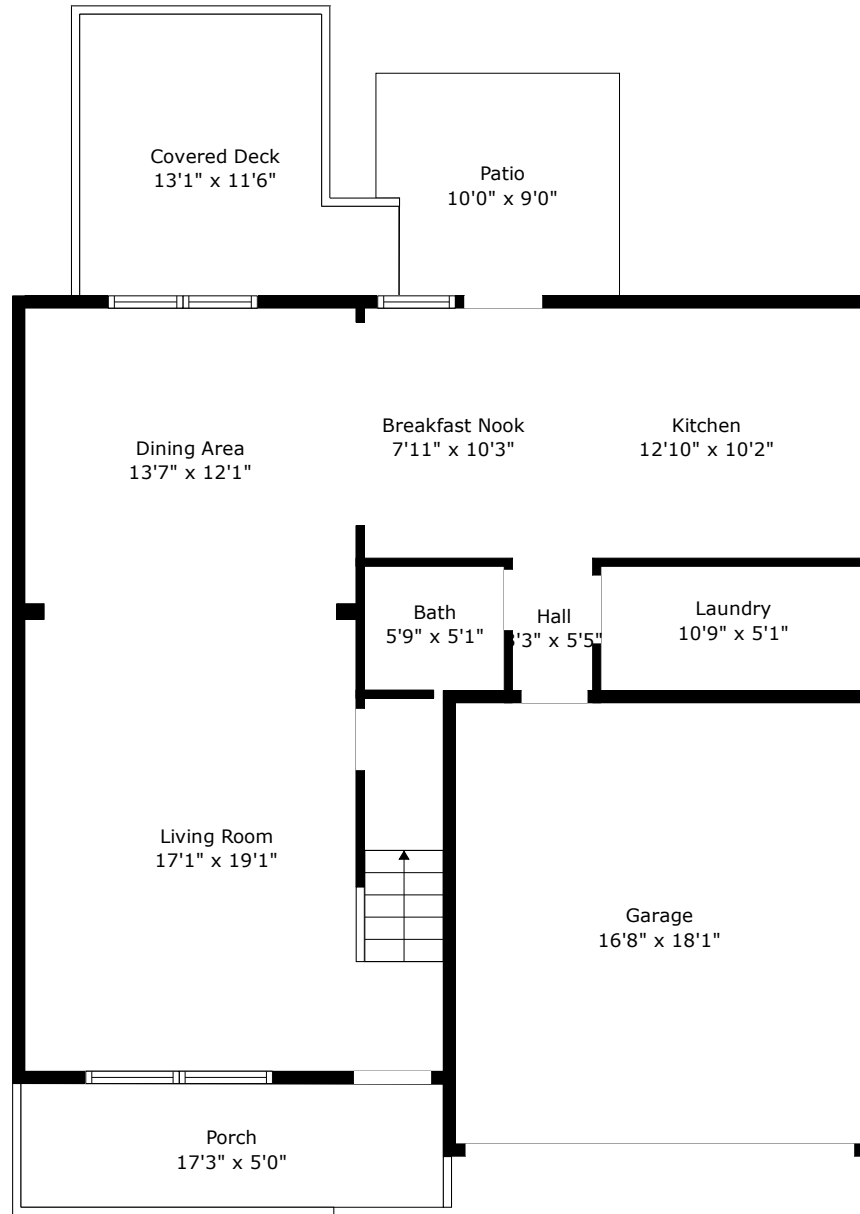 Covered Deck
13'1" x 11'6"
Patio
10'0" x 9'0"
Dining Area
13'7" x 12'1"
Breakfast Nook
7'11" x 10'3"
Kitchen
12'10" x 10'2"
Bath
5'9" x 5'1"
Hall
x 5'5"
Laundry
10'9" x 5'1"
Living Room
17'1" x 19'1"
Garage
16'8" x 18'1"
Porch
17'3" x 5'0"